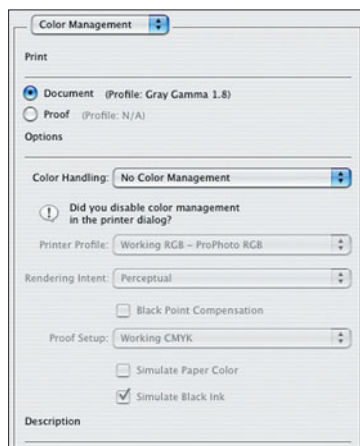 Color Management
Print
Document (Profile: Gray Gamma 1.8)
Proof (Profile: N/A)
Options
Color Handling: No Color Management
Did you disable color management
in the printer dialog?
Printer Profile: Working RGB - ProPhoto RGB
Rendering Intent: Perceptual
Black Point Compensation
Proof Setup: Working CMYK
Simulate Paper Color
Simulate Black Ink
Description